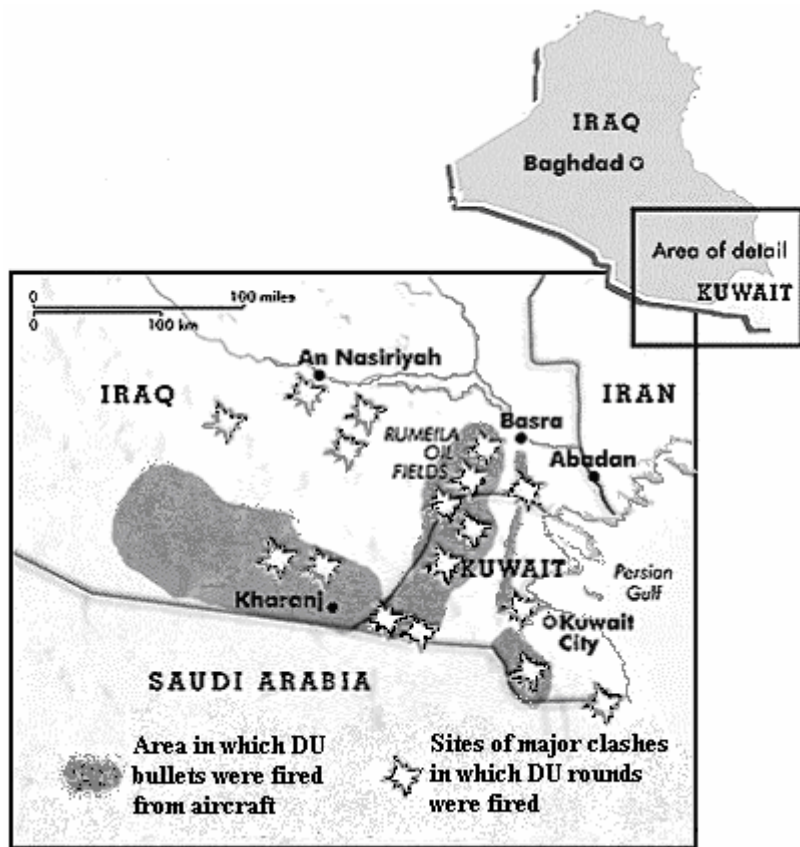 IRAQ
Baghdad
Area of detail
KUWAIT
0 100 miles
0 100 km
An Nasiriyah
IRAQ
IRAN
Basra
RUMEILA
OIL
FIELDS
Abadan
KUWAIT
Persian
Gulf
Kharanj
Kuwait
City
SAUDI ARABIA
Area in which DU
bullets were fired
from aircraft
Sites of major clashes
in which DU rounds
were fired